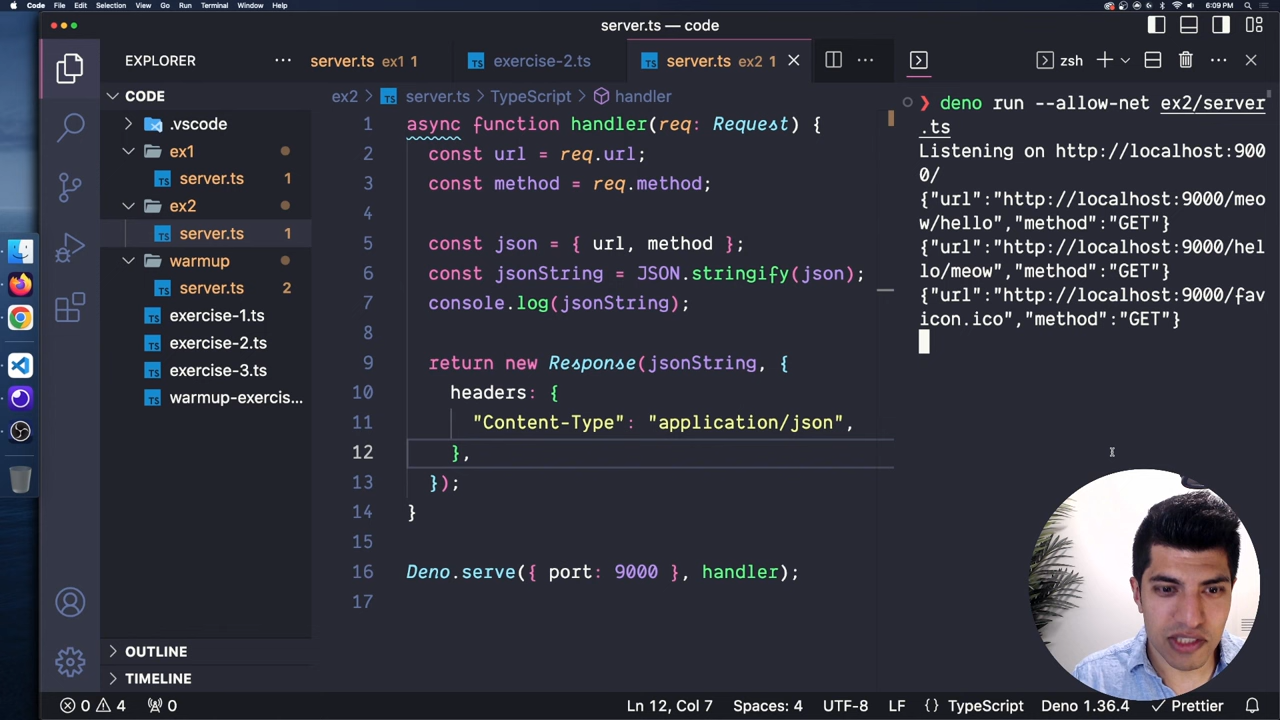 Code File Edit Selection View Go Run Terminal Window Help 6:09 PM
server.ts — code
EXPLORER
CODE
.vscode
ex1
server.ts 1
ex2
server.ts 1
warmup
server.ts 2
exercise-1.ts
exercise-2.ts
exercise-3.ts
warmup-exercis...
OUTLINE
TIMELINE
server.ts ex1 1 exercise-2.ts server.ts ex2 1
ex2 > server.ts > TypeScript > handler
1 async function handler(req: Request) {
2 const url = req.url;
3 const method = req.method;
4
5 const json = { url, method };
6 const jsonString = JSON.stringify(json);
7 console.log(jsonString);
8
9 return new Response(jsonString, {
10 headers: {
11 "Content-Type": "application/json",
12 },
13 });
14 }
15
16 Deno.serve({ port: 9000 }, handler);
17
zsh
❯ deno run --allow-net ex2/server
.ts
Listening on http://localhost:900
0/
{"url":"http://localhost:9000/meo
w/hello","method":"GET"}
{"url":"http://localhost:9000/hel
lo/meow","method":"GET"}
{"url":"http://localhost:9000/fav
icon.ico","method":"GET"}
0 4 0 Ln 12, Col 7 Spaces: 4 UTF-8 LF {} TypeScript Deno 1.36.4 Prettier